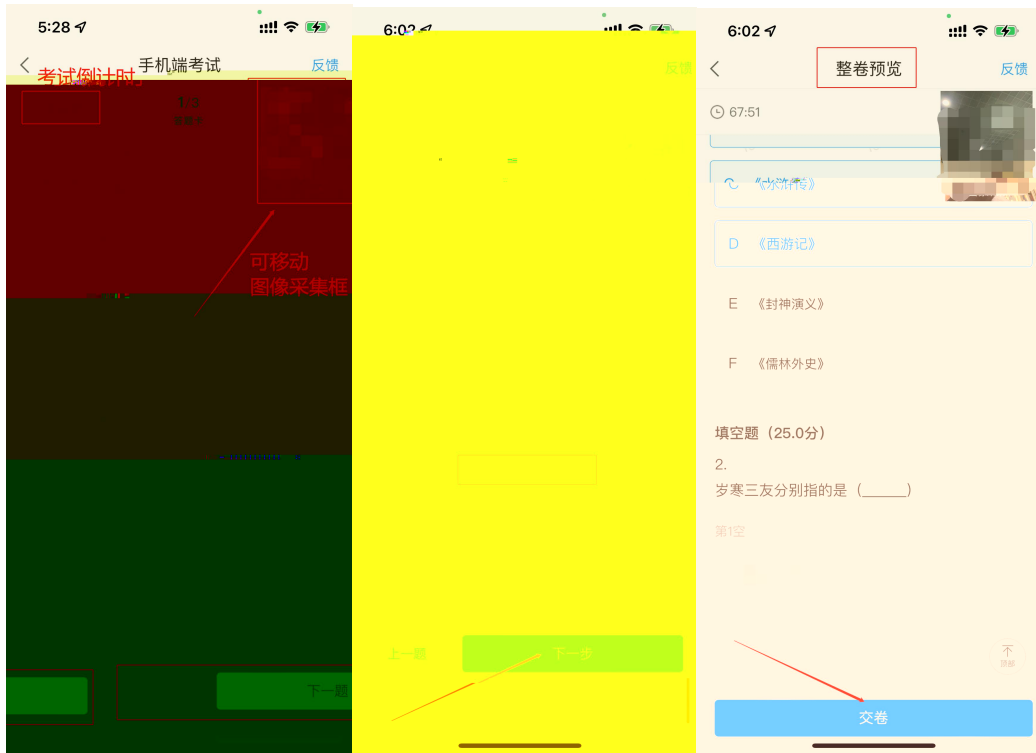 5:28
手机端考试
反馈
考试倒计时
1/8
可移动
图像采集框
下一题
6:02
反馈
上一题
下一步
6:02
整卷预览
反馈
67:51
C 《水浒传》
D 《西游记》
E 《封神演义》
F 《儒林外史》
填空题（25.0分）
2.
岁寒三友分别指的是（______）
第1空
顶部
交卷